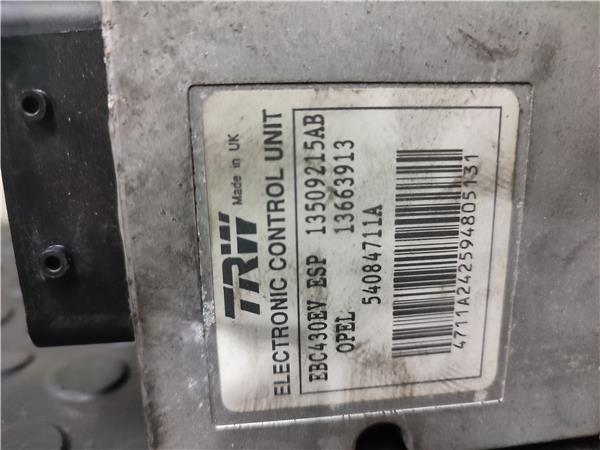 TRW Made in UK
ELECTRONIC CONTROL UNIT
EBC430EV ESP 13509215AB
OPEL 13663913
54084711A
4711A242594805131